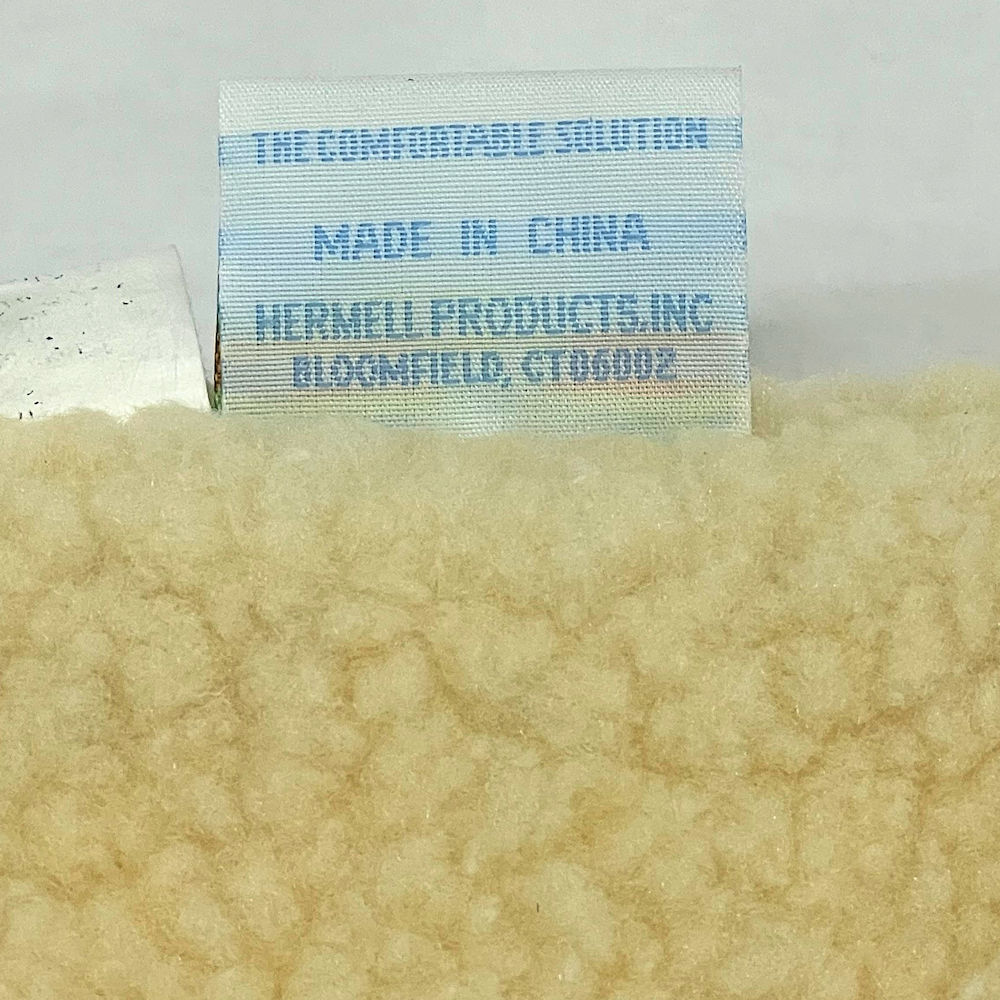 THE COMFORTABLE SOLUTION
MADE IN CHINA
HERMELL PRODUCTS, INC
BLOOMFIELD, CT 06002